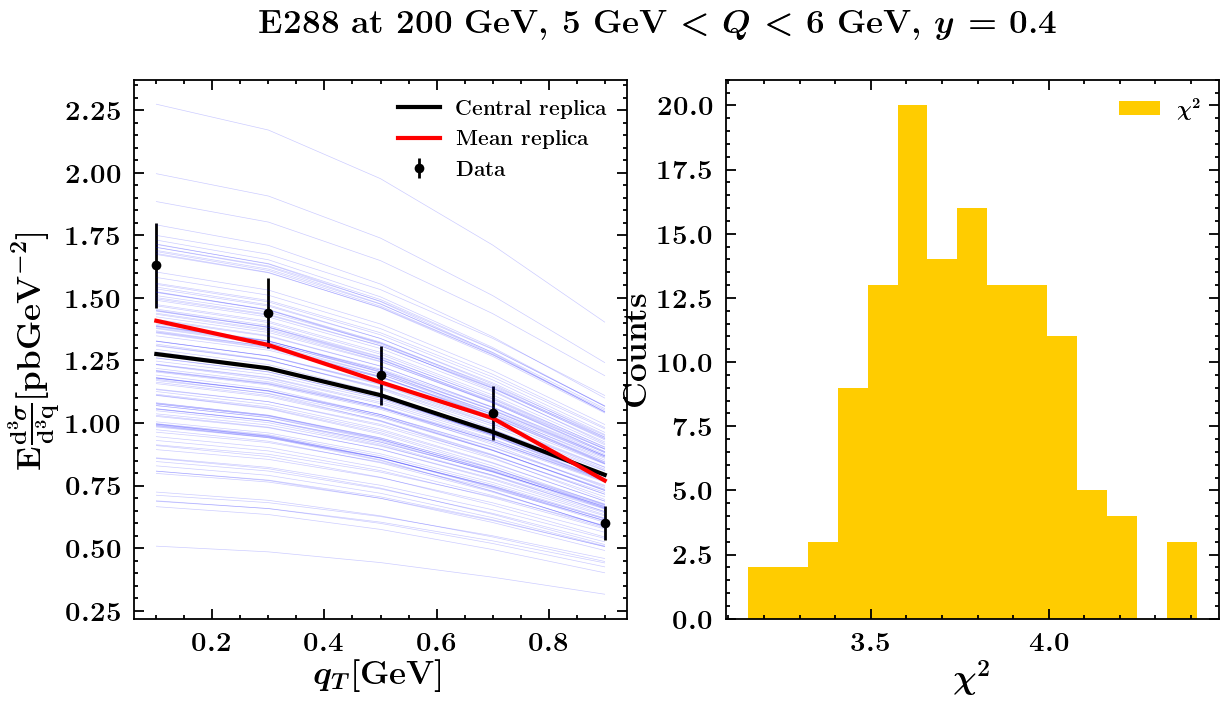 E288 at 200 GeV, 5 GeV < Q < 6 GeV, y = 0.4
2.25
2.00
1.75
1.50
1.25
1.00
0.75
0.50
0.25
E d³σ/d³q [pbGeV⁻²]
Central replica
Mean replica
Data
0.2 0.4 0.6 0.8
q_T[GeV]
20.0
17.5
15.0
12.5
10.0
7.5
5.0
2.5
0.0
Counts
χ²
3.5 4.0
χ²